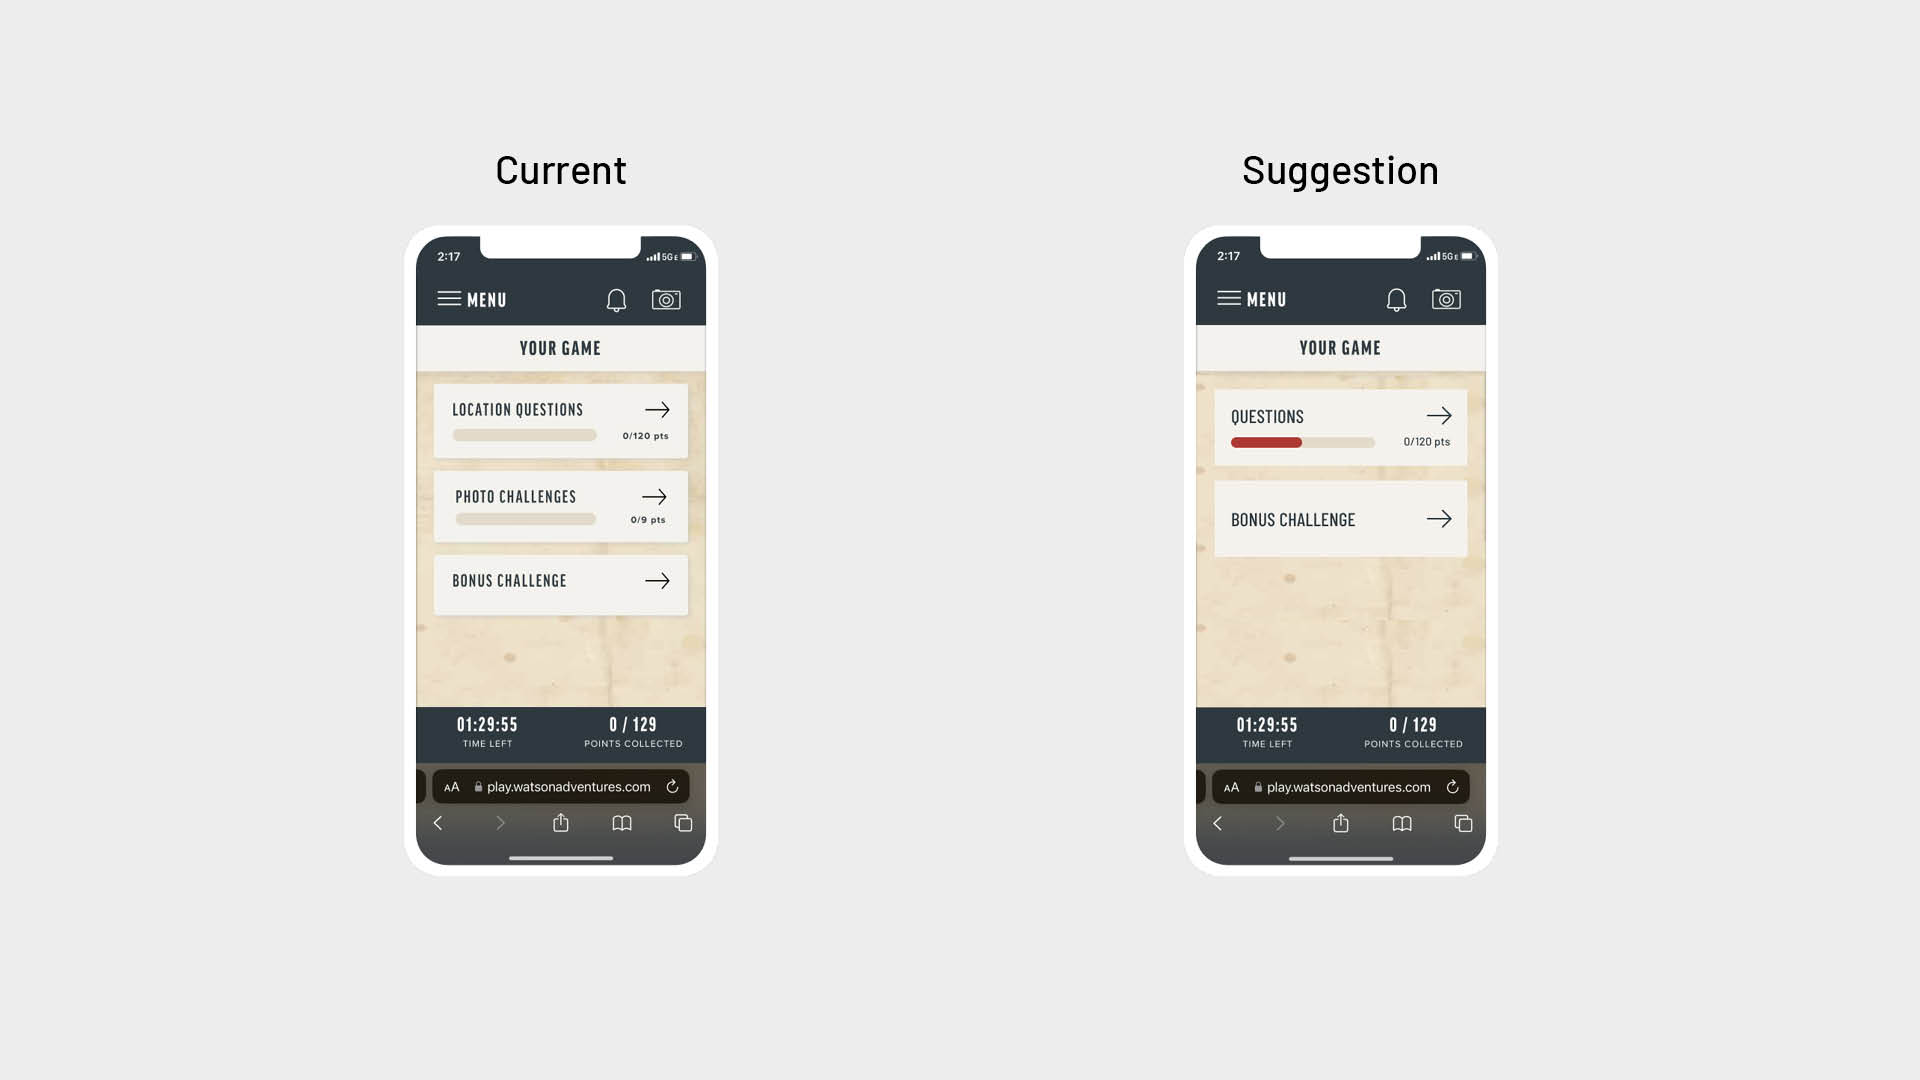 Current
2:17
5GE
MENU
YOUR GAME
LOCATION QUESTIONS
0/120 pts
PHOTO CHALLENGES
0/9 pts
BONUS CHALLENGE
01:29:55
TIME LEFT
0 / 129
POINTS COLLECTED
AA
play.watsonadventures.com
Suggestion
2:17
5GE
MENU
YOUR GAME
QUESTIONS
0/120 pts
BONUS CHALLENGE
01:29:55
TIME LEFT
0 / 129
POINTS COLLECTED
AA
play.watsonadventures.com